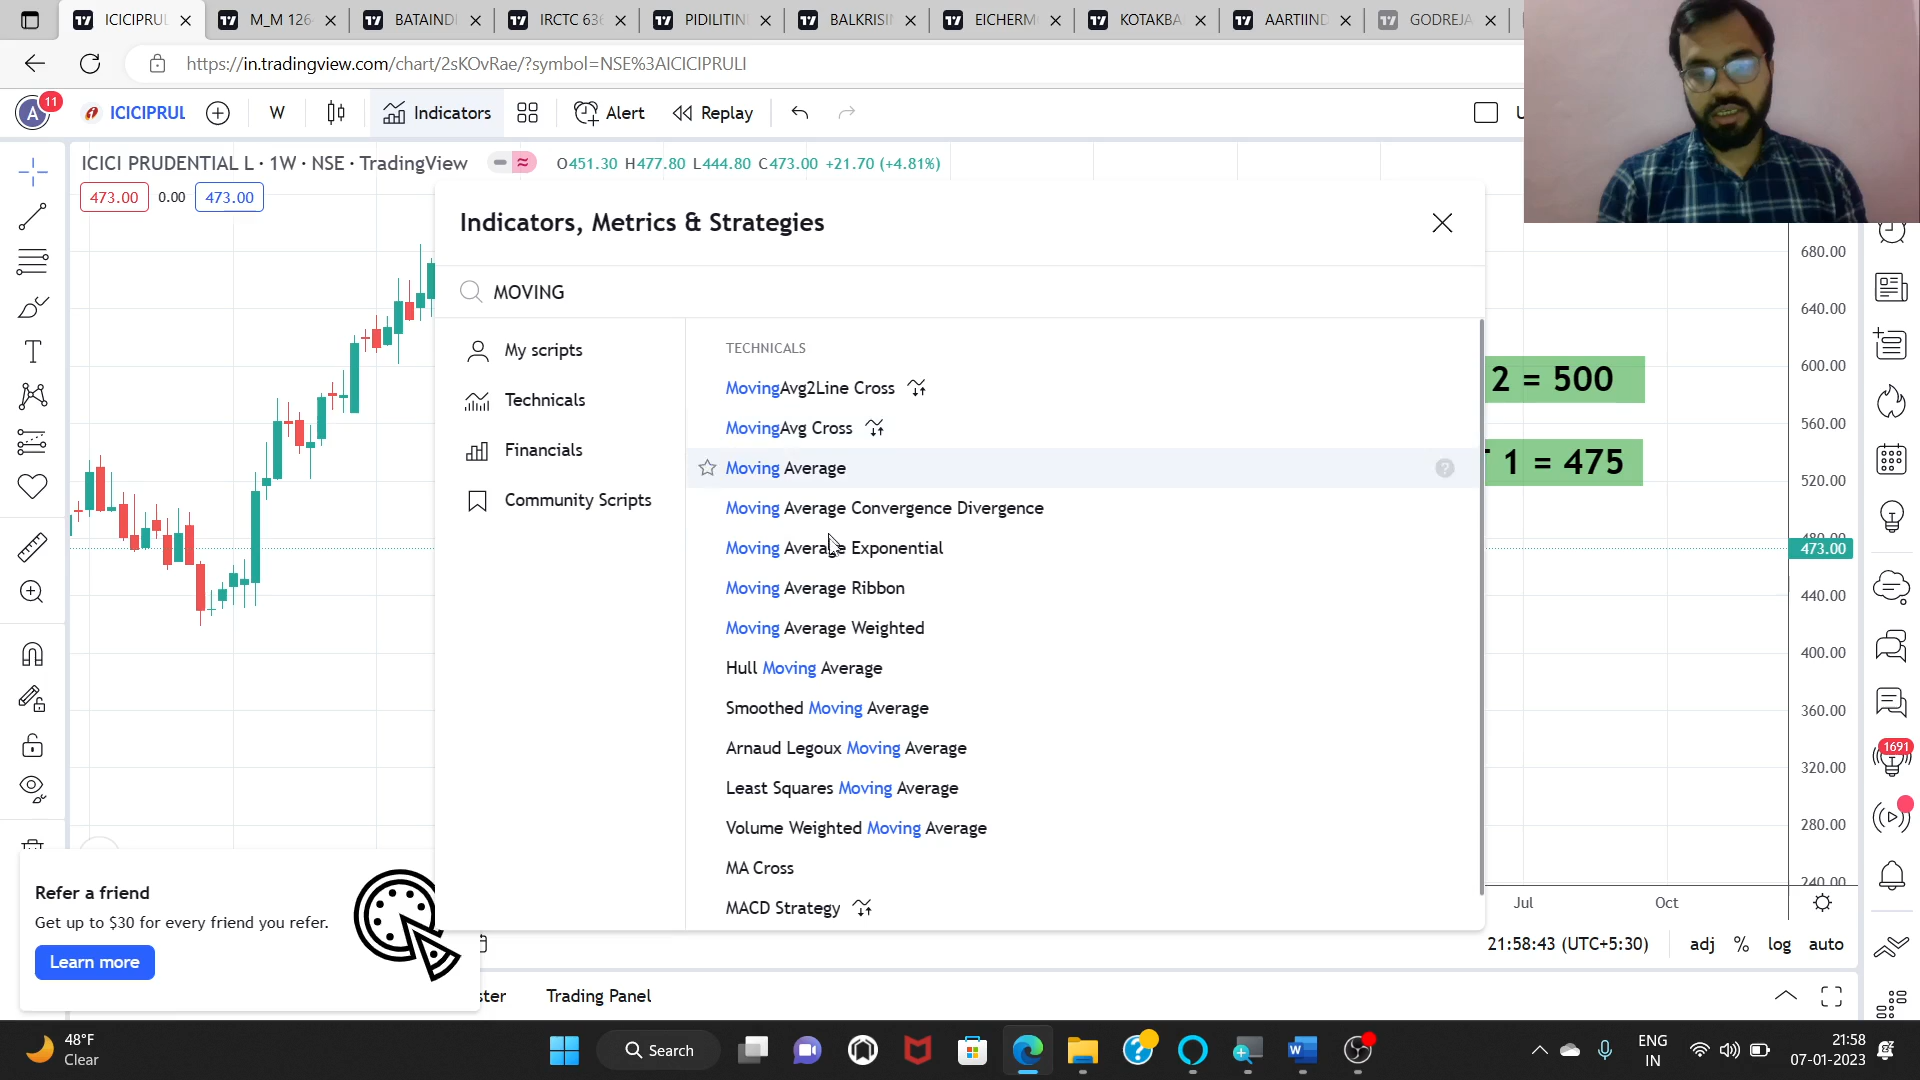 ICICIPRUL
M_M 126
BATAINDI
IRCTC 636
PIDILITIN
BALKRISI
EICHERM
KOTAKBA
AARTIIND
GODREJA
https://in.tradingview.com/chart/2sKOvRae/?symbol=NSE%3AICICIPRULI
A
11
ICICIPRUL
W
Indicators
Alert
Replay
ICICI PRUDENTIAL L · 1W · NSE · TradingView
O451.30 H477.80 L444.80 C473.00 +21.70 (+4.81%)
473.00
0.00
473.00
Indicators, Metrics & Strategies
MOVING
My scripts
Technicals
Financials
Community Scripts
TECHNICALS
MovingAvg2Line Cross
MovingAvg Cross
Moving Average
Moving Average Convergence Divergence
Moving Average Exponential
Moving Average Ribbon
Moving Average Weighted
Hull Moving Average
Smoothed Moving Average
Arnaud Legoux Moving Average
Least Squares Moving Average
Volume Weighted Moving Average
MA Cross
MACD Strategy
2 = 500
1 = 475
680.00
640.00
600.00
560.00
520.00
473.00
440.00
400.00
360.00
320.00
280.00
240.00
Jul
Oct
1691
21:58:43 (UTC+5:30)
adj
%
log
auto
Refer a friend
Get up to $30 for every friend you refer.
Learn more
ster
Trading Panel
48°F
Clear
Search
ENG
IN
21:58
07-01-2023